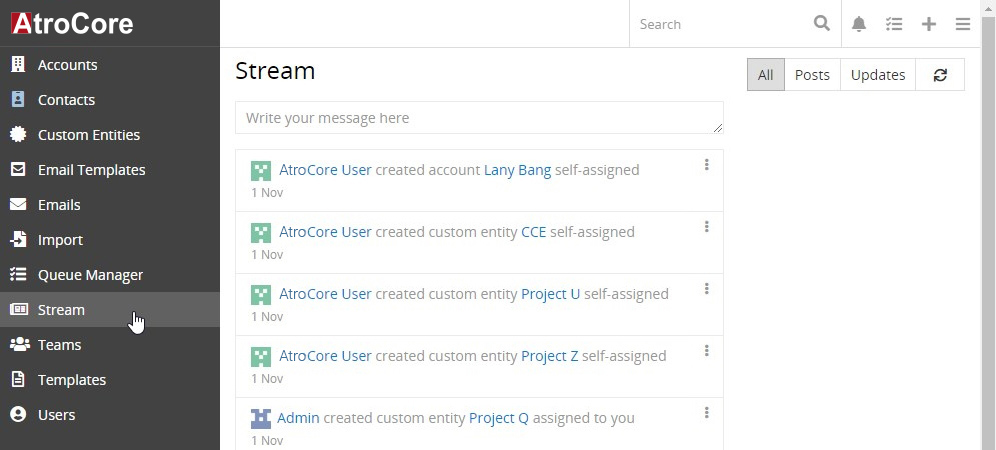 AtroCore
Search
Accounts
Contacts
Custom Entities
Email Templates
Emails
Import
Queue Manager
Stream
Teams
Templates
Users
Stream
All Posts Updates
Write your message here
AtroCore User created account Lany Bang self-assigned
1 Nov
AtroCore User created custom entity CCE self-assigned
1 Nov
AtroCore User created custom entity Project U self-assigned
1 Nov
AtroCore User created custom entity Project Z self-assigned
1 Nov
Admin created custom entity Project Q assigned to you
1 Nov